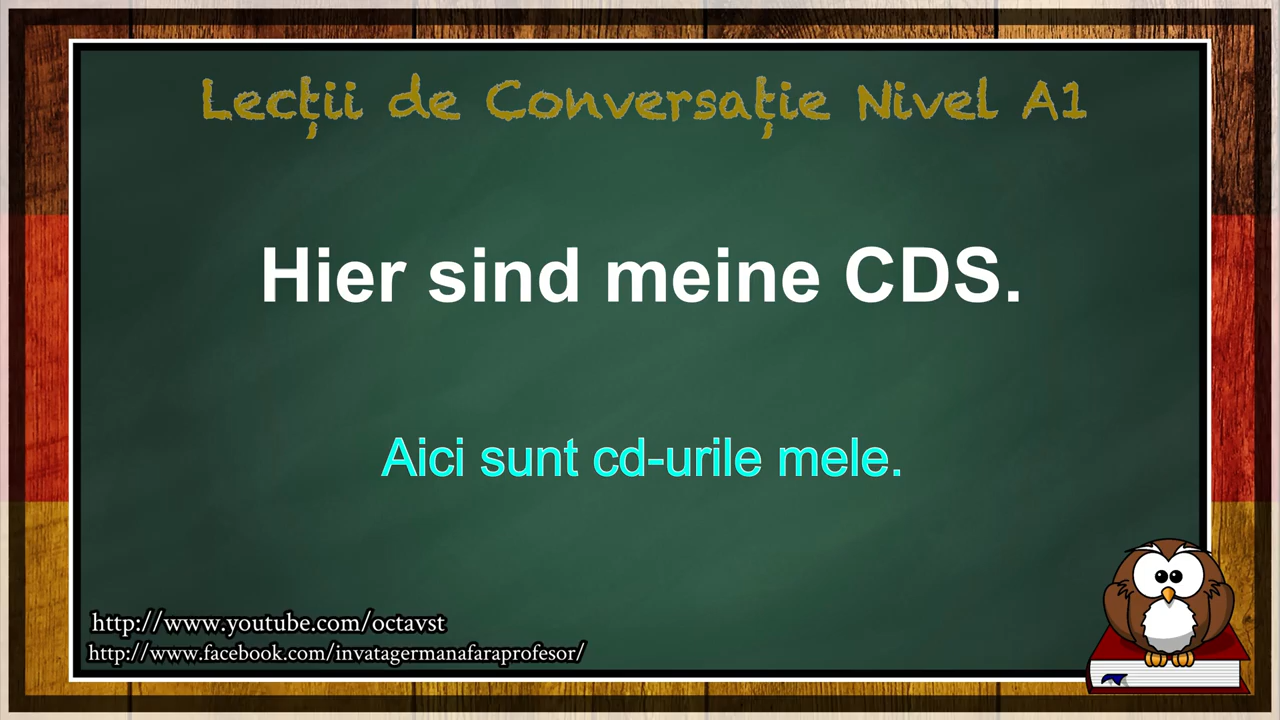 Lecții de Conversație Nivel A1
Hier sind meine CDS.
Aici sunt cd-urile mele.
http://www.youtube.com/octavst
http://www.facebook.com/invatagermanafaraprofesor/